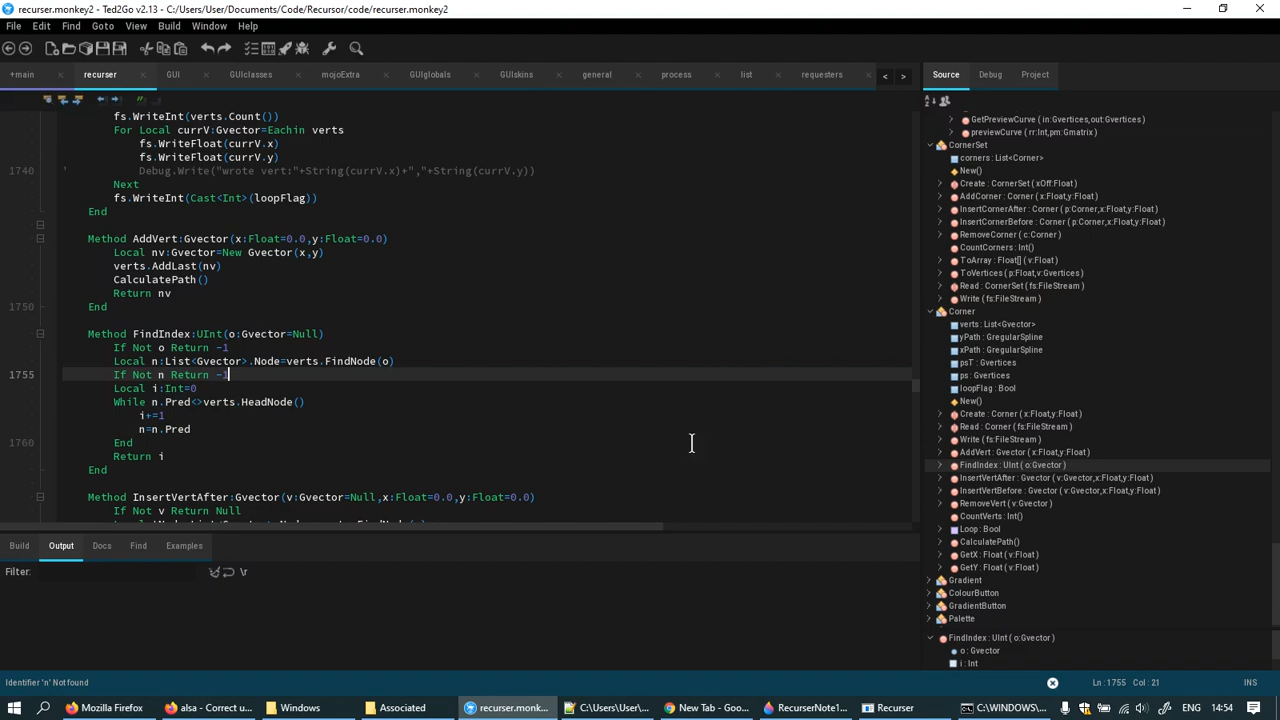 recurser.monkey2 - Ted2Go v2.13 - C:/Users/User/Documents/Code/Recursor/code/recurser.monkey2
File Edit Find Goto View Build Window Help
+main recurser GUI GUIclasses mojoExtra GUIglobals GUIskins general process list requesters < >
fs.WriteInt(verts.Count())
For Local currV:Gvector=Eachin verts
fs.WriteFloat(currV.x)
fs.WriteFloat(currV.y)
1740 ' Debug.Write("wrote Vert:"+String(currV.x)+","+String(currV.y))
Next
fs.WriteInt(Cast<Int>(loopFlag))
End
Method AddVert:Gvector(x:Float=0.0,y:Float=0.0)
Local nv:Gvector=New Gvector(x,y)
verts.AddLast(nv)
CalculatePath()
Return nv
1750 End
Method FindIndex:UInt(o:Gvector=Null)
If Not o Return -1
Local n:List<Gvector>.Node=verts.FindNode(o)
1755 If Not n Return -1
Local i:Int=0
While n.Pred<>verts.HeadNode()
i+=1
n=n.Pred
1760 End
Return i
End
Method InsertVertAfter:Gvector(v:Gvector=Null,x:Float=0.0,y:Float=0.0)
If Not v Return Null
Build Output Docs Find Examples
Filter: \r
Source Debug Project
GetPreviewCurve ( in:Gvertices,out:Gvertices )
previewCurve ( rr:Int,pm:Gmatrix )
CornerSet
corners : List<Corner>
New()
Create : CornerSet ( xOff:Float )
AddCorner : Corner ( x:Float,y:Float )
InsertCornerAfter : Corner ( p:Corner,x:Float,y:Float )
InsertCornerBefore : Corner ( p:Corner,x:Float,y:Float )
RemoveCorner ( c:Corner )
CountCorners : Int()
ToArray : Float[] ( v:Float )
ToVertices ( p:Float,v:Gvertices )
Read : CornerSet ( fs:FileStream )
Write ( fs:FileStream )
Corner
verts : List<Gvector>
yPath : GregularSpline
xPath : GregularSpline
psT : Gvertices
ps : Gvertices
loopFlag : Bool
New()
Create : Corner ( x:Float,y:Float )
Read : Corner ( fs:FileStream )
Write ( fs:FileStream )
AddVert : Gvector ( x:Float,y:Float )
FindIndex : UInt ( o:Gvector )
InsertVertAfter : Gvector ( v:Gvector,x:Float,y:Float )
InsertVertBefore : Gvector ( v:Gvector,x:Float,y:Float )
RemoveVert ( v:Gvector )
CountVerts : Int()
Loop : Bool
CalculatePath()
GetX : Float ( v:Float )
GetY : Float ( v:Float )
Gradient
ColourButton
GradientButton
Palette
FindIndex : UInt ( o:Gvector )
o : Gvector
i : Int
Identifier 'n' Not found Ln : 1755 Col : 21 INS
Mozilla Firefox alsa - Correct u... Windows Associated recurser.monkey... C:\Users\User\... New Tab - Goo... RecurserNote1... Recurser C:\WINDOWS\... ENG 14:54